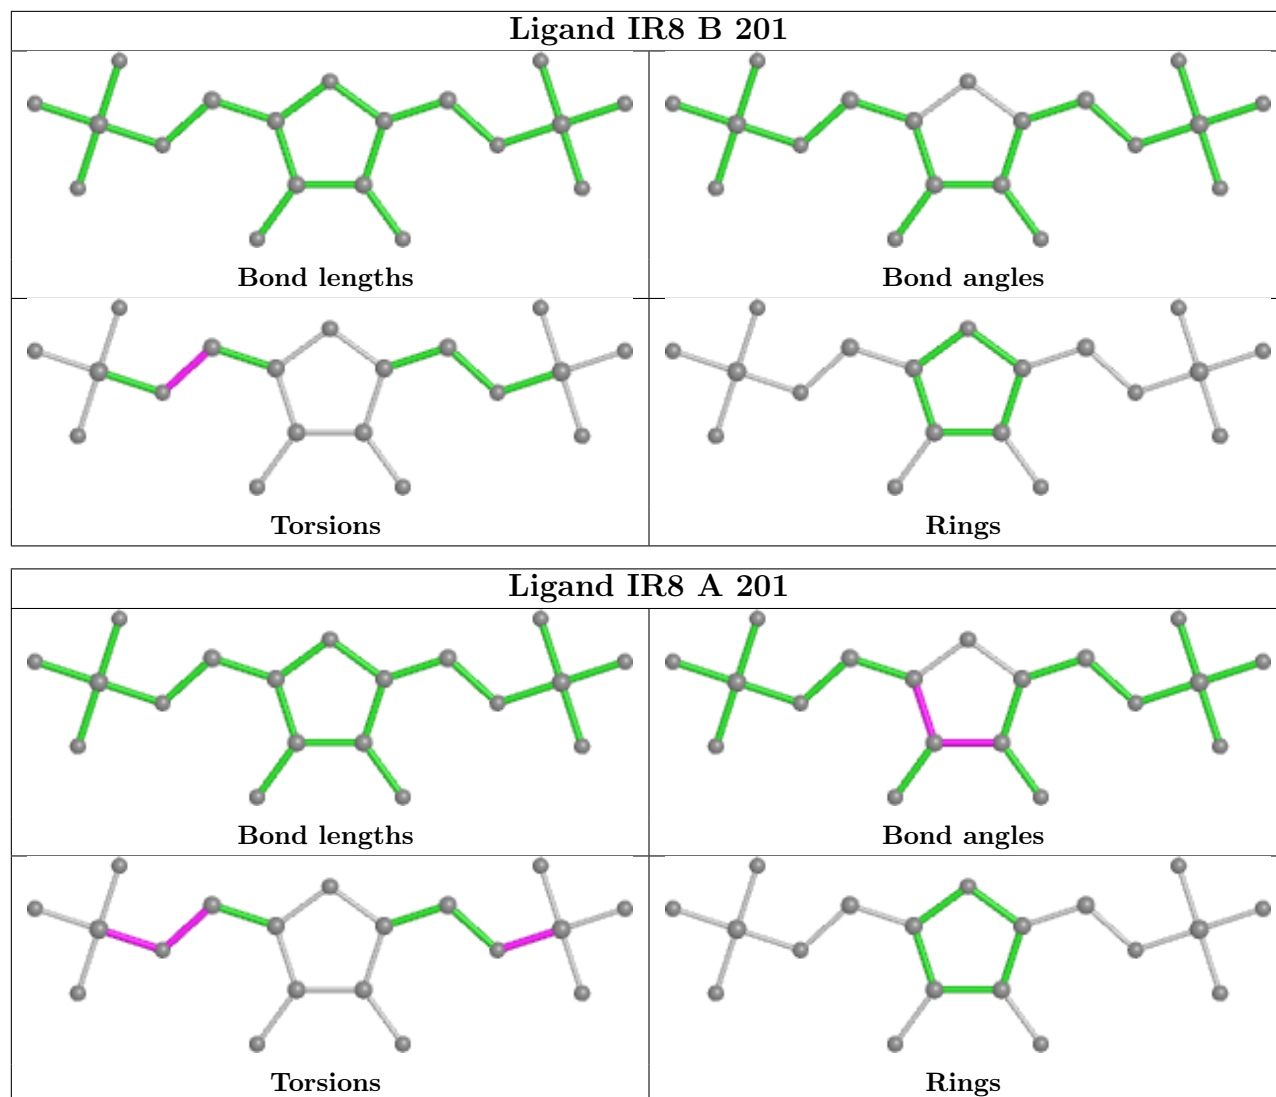 Ligand IR8 B 201
Bond lengths
Bond angles
Torsions
Rings
Ligand IR8 A 201
Bond lengths
Bond angles
Torsions
Rings